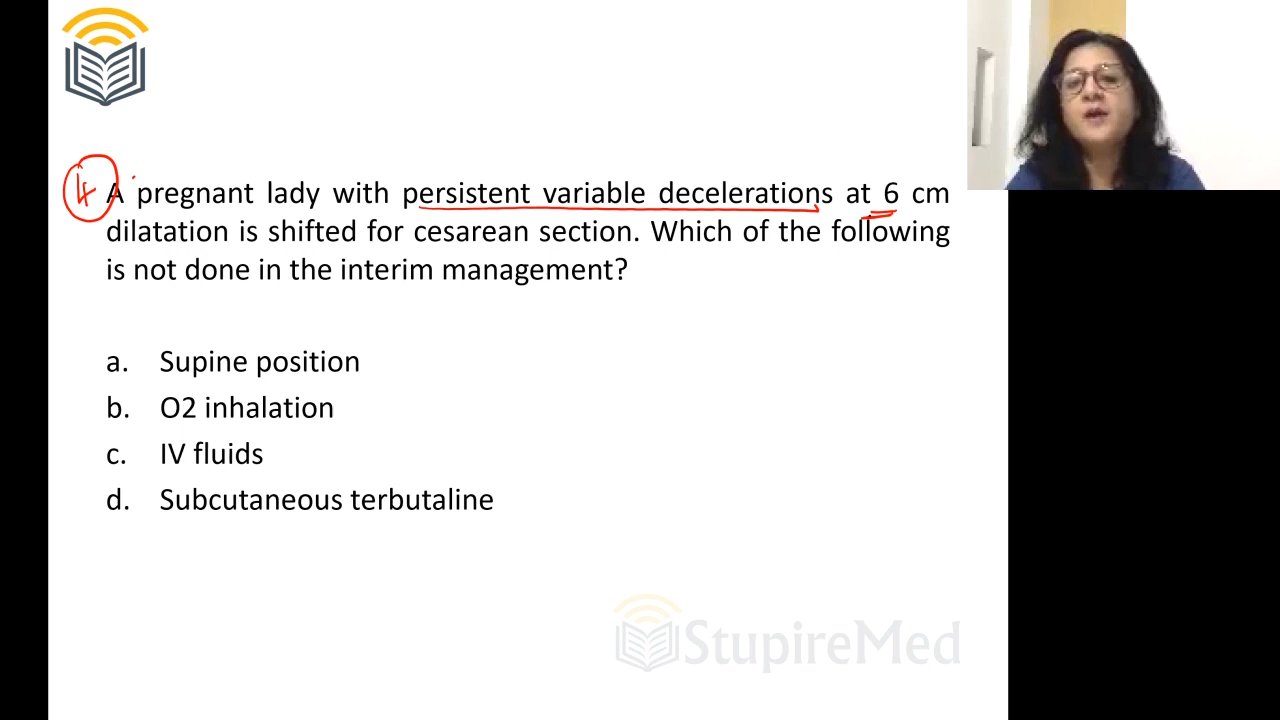 4
A pregnant lady with persistent variable decelerations at 6 cm
dilatation is shifted for cesarean section. Which of the following
is not done in the interim management?
a. Supine position
b. O2 inhalation
c. IV fluids
d. Subcutaneous terbutaline
StupireMed